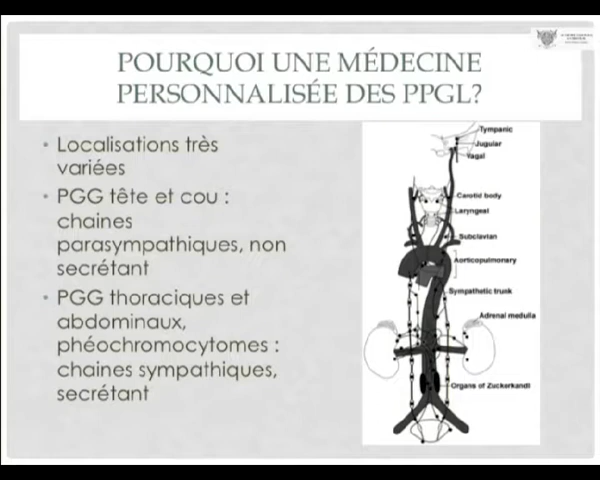 POURQUOI UNE MÉDECINE
PERSONNALISÉE DES PPGL?
• Localisations très
variées
• PGG tête et cou :
chaines
parasympathiques, non
secrétant
• PGG thoraciques et
abdominaux,
phéochromocytomes :
chaines sympathiques,
secrétant
Tympanic
Jugular
Vagal
Carotid body
Laryngeal
Subclavian
Aorticopulmonary
Sympathetic trunk
Adrenal medulla
Organs of Zuckerkandl